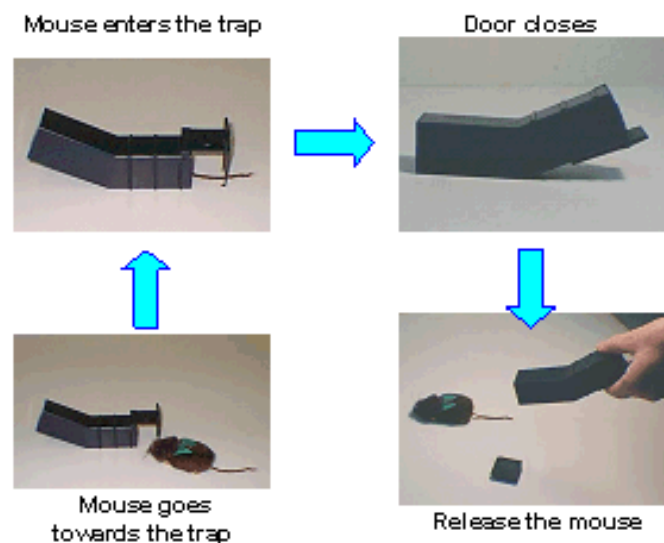 Mouse enters the trap
Door closes
Mouse goes
towards the trap
Release the mouse